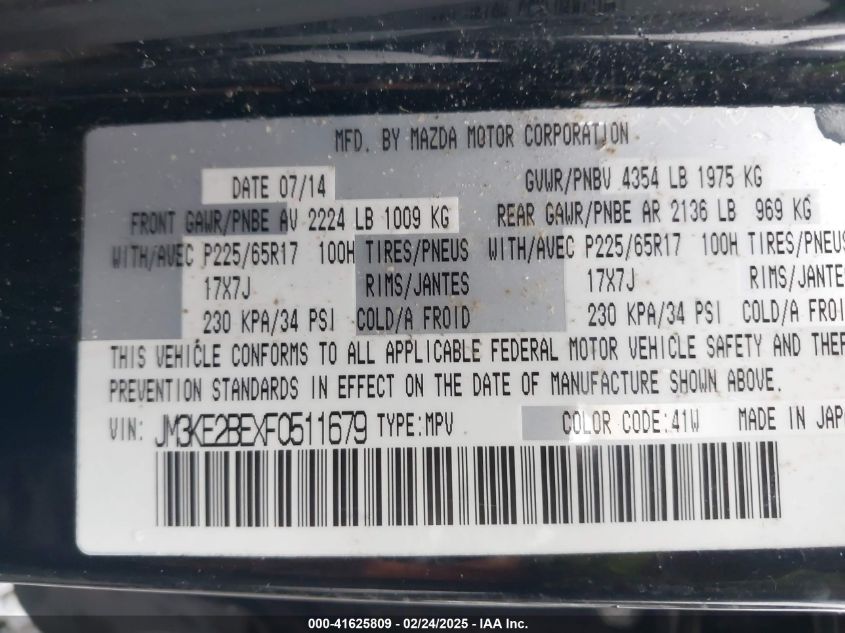 MFD. BY MAZDA MOTOR CORPORATION
DATE 07/14 GVWR/PNBV 4354 LB 1975 KG
FRONT GAWR/PNBE AV 2224 LB 1009 KG REAR GAWR/PNBE AR 2136 LB 969 KG
WITH/AVEC P225/65R17 100H TIRES/PNEUS WITH/AVEC P225/65R17 100H TIRES/PNEUS
17X7J RIMS/JANTES 17X7J RIMS/JANTES
230 KPA/34 PSI COLD/A FROID 230 KPA/34 PSI COLD/A FROI
THIS VEHICLE CONFORMS TO ALL APPLICABLE FEDERAL MOTOR VEHICLE SAFETY AND THEF
PREVENTION STANDARDS IN EFFECT ON THE DATE OF MANUFACTURE SHOWN ABOVE.
VIN: JM3KE2BEXF0511679 TYPE:MPV COLOR CODE:41W MADE IN JAP
000-41625809 - 02/24/2025 - IAAI Inc.